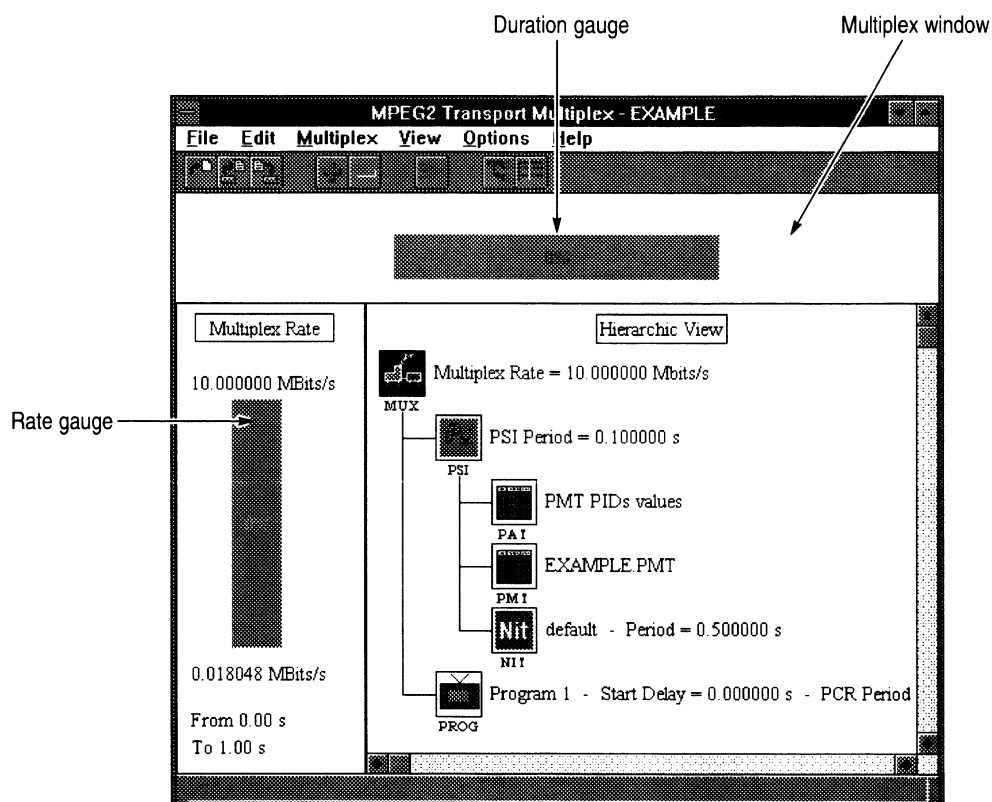 Duration gauge
Multiplex window
MPEG2 Transport Multiplex - EXAMPLE
File Edit Multiplex View Options Help
Multiplex Rate
Hierarchic View
10.000000 MBits/s
Multiplex Rate = 10.000000 Mbits/s
MUX
Rate gauge
PSI Period = 0.100000 s
PSI
PMT PIDs values
PAT
EXAMPLE.PMT
PMT
Nit
default - Period = 0.500000 s
NIT
0.018048 MBits/s
Program 1 - Start Delay = 0.000000 s - PCR Period
PROG
From 0.00 s
To 1.00 s